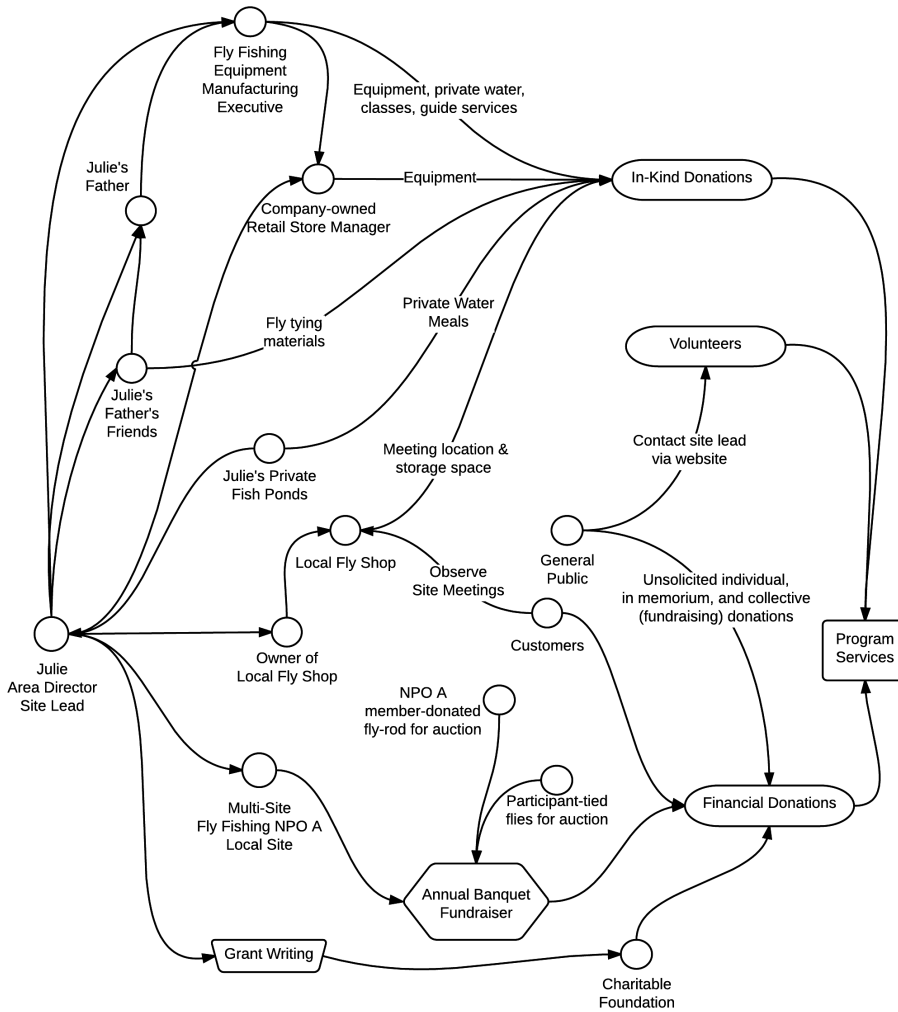 Fly Fishing
Equipment
Manufacturing
Executive
Equipment, private water,
classes, guide services
Julie's
Father
Equipment
In-Kind Donations
Company-owned
Retail Store Manager
Private Water
Meals
Fly tying
materials
Volunteers
Julie's
Father's
Friends
Contact site lead
via website
Meeting location &
storage space
Julie's Private
Fish Ponds
Local Fly Shop
General
Public
Observe
Site Meetings
Unsolicited individual,
in memorium, and collective
(fundraising) donations
Customers
Program
Services
Julie
Area Director
Site Lead
Owner of
Local Fly Shop
NPO A
member-donated
fly-rod for auction
Participant-tied
flies for auction
Financial Donations
Multi-Site
Fly Fishing NPO A
Local Site
Annual Banquet
Fundraiser
Grant Writing
Charitable
Foundation